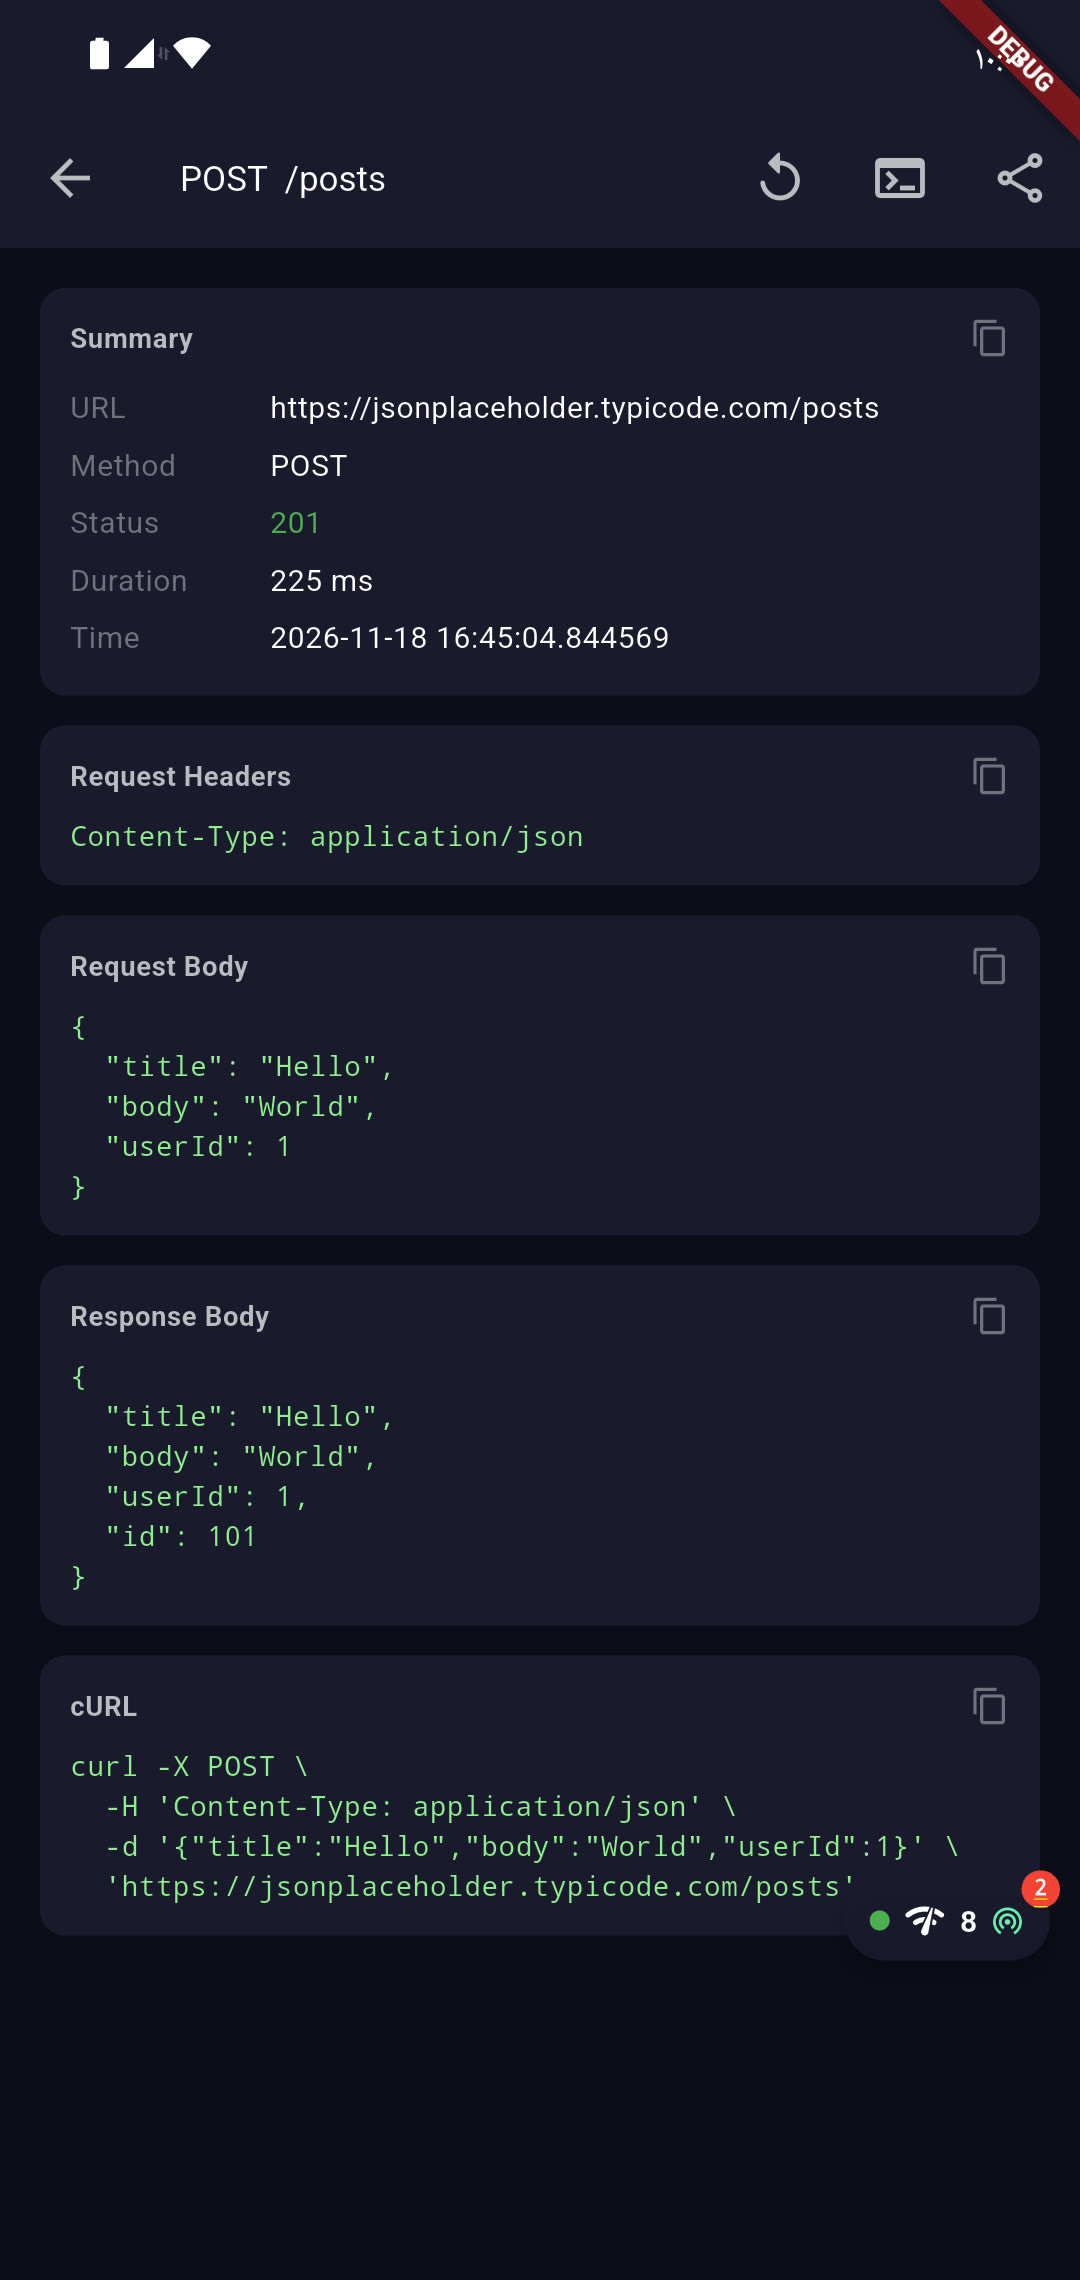 DEBUG
POST /posts
Summary
URL https://jsonplaceholder.typicode.com/posts
Method POST
Status 201
Duration 225 ms
Time 2026-11-18 16:45:04.844569
Request Headers
Content-Type: application/json
Request Body
{
  "title": "Hello",
  "body": "World",
  "userId": 1
}
Response Body
{
  "title": "Hello",
  "body": "World",
  "userId": 1,
  "id": 101
}
cURL
curl -X POST \
  -H 'Content-Type: application/json' \
  -d '{"title":"Hello","body":"World","userId":1}' \
  'https://jsonplaceholder.typicode.com/posts'
2
8